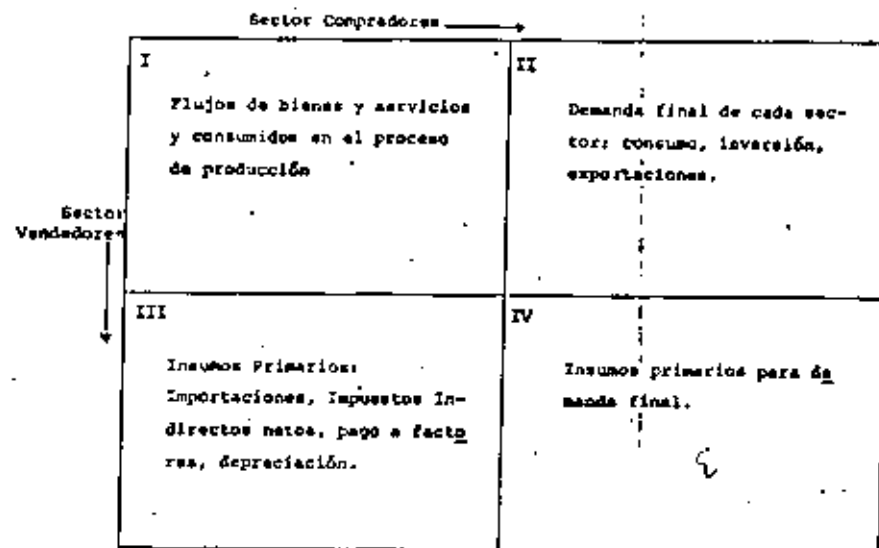 Sector Compradores
I
Flujos de bienes y servicios
y consumidos en el proceso
de producción
II
Demanda final de cada sec-
tor: consumo, inversión,
exportaciones.
Sector
Vendedores
III
Insumos Primarios:
Importaciones, Impuestos In-
directos netos, pago a facto
res, depreciación.
IV
Insumos primarios para de
manda final.